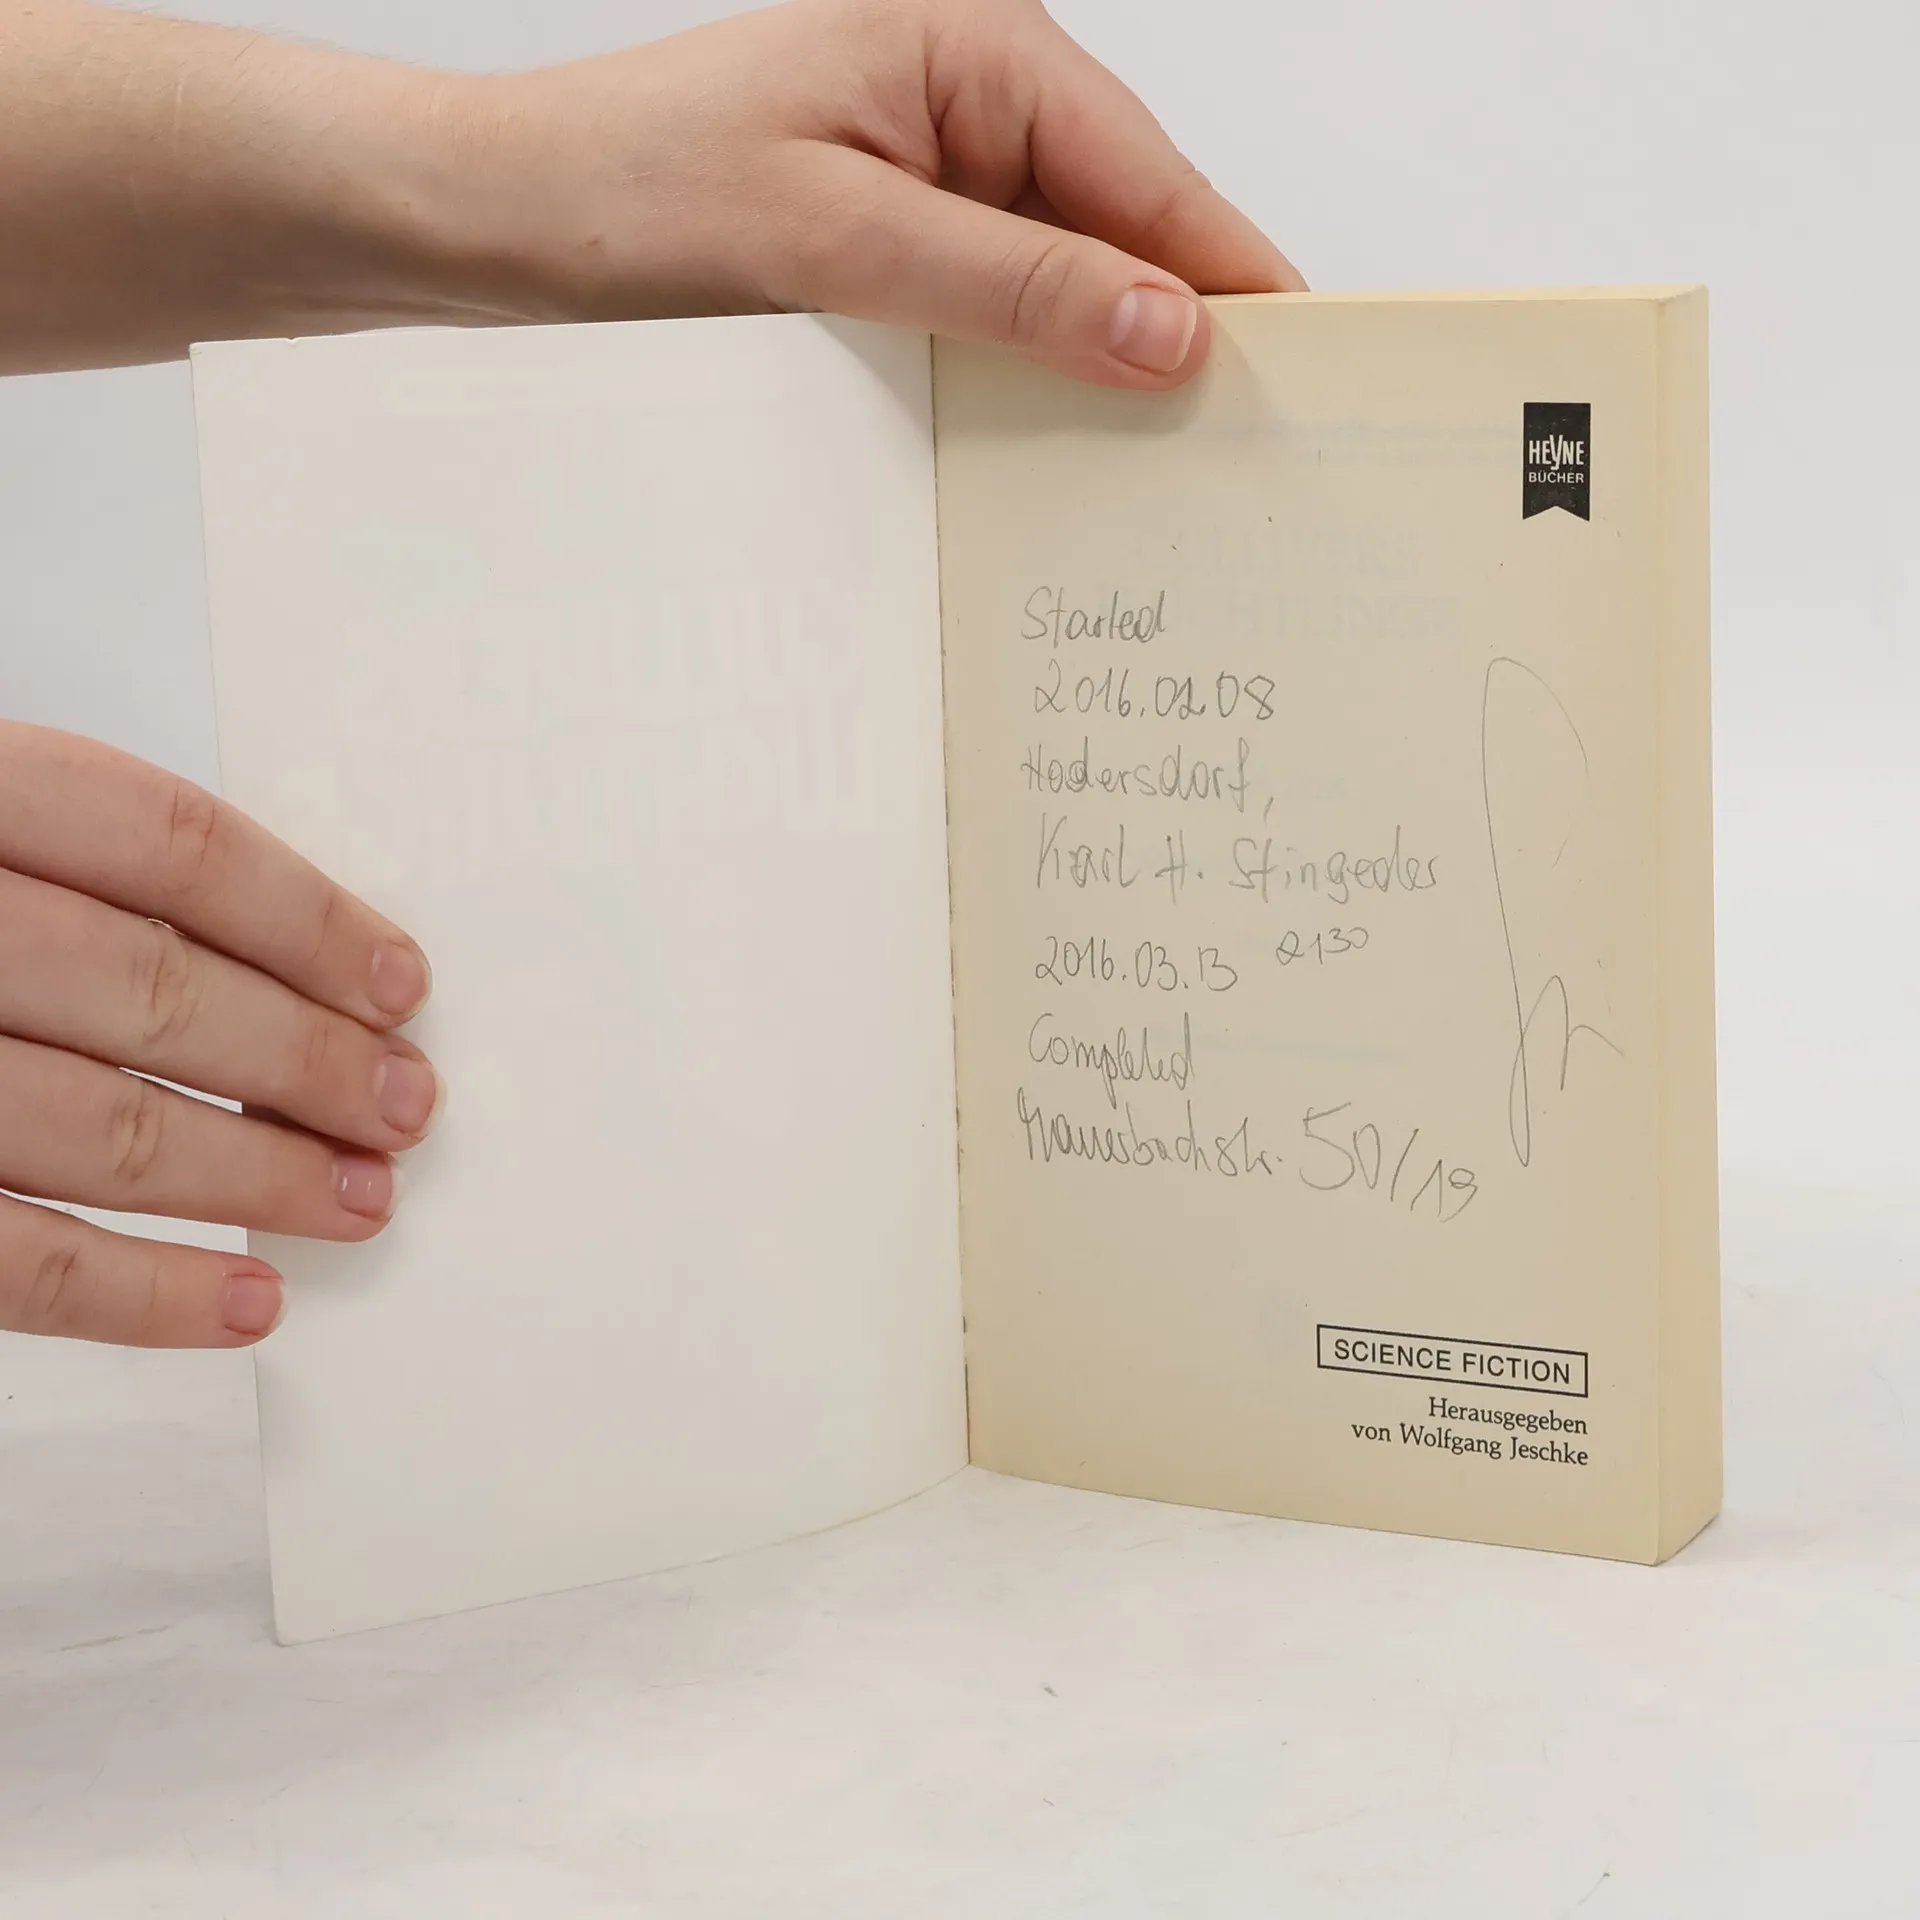 HEYNE
BÜCHER
Started
2016.02.08
Hadersdorf,
Karl H. Stingeder
2016.03.13 2130
Completed
Mauerbachstr. 50/19
SCIENCE FICTION
Herausgegeben
von Wolfgang Jeschke